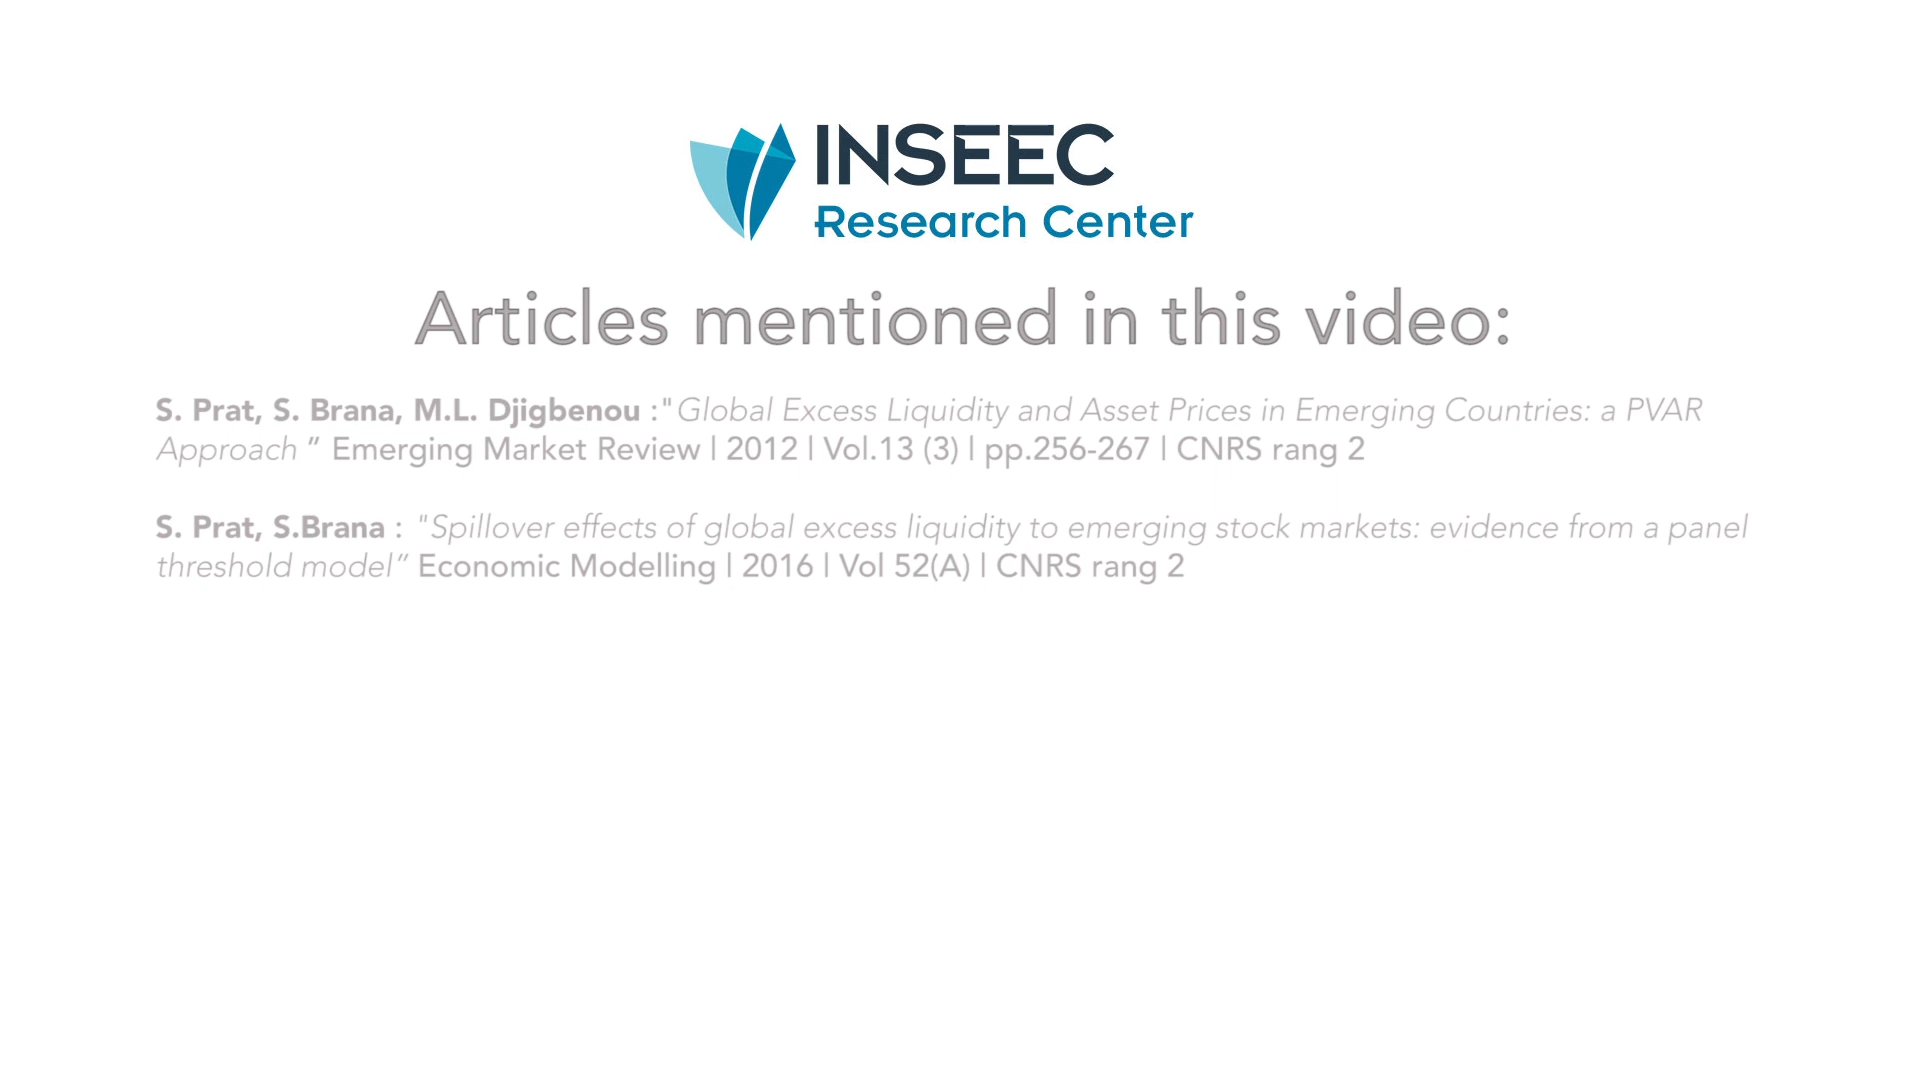 INSEEC
Research Center
Articles mentioned in this video:
S. Prat, S. Brana, M.L. Djigbenou :"Global Excess Liquidity and Asset Prices in Emerging Countries: a PVAR
Approach ” Emerging Market Review | 2012 | Vol.13 (3) | pp.256-267 | CNRS rang 2
S. Prat, S.Brana : "Spillover effects of global excess liquidity to emerging stock markets: evidence from a panel
threshold model” Economic Modelling | 2016 | Vol 52(A) | CNRS rang 2